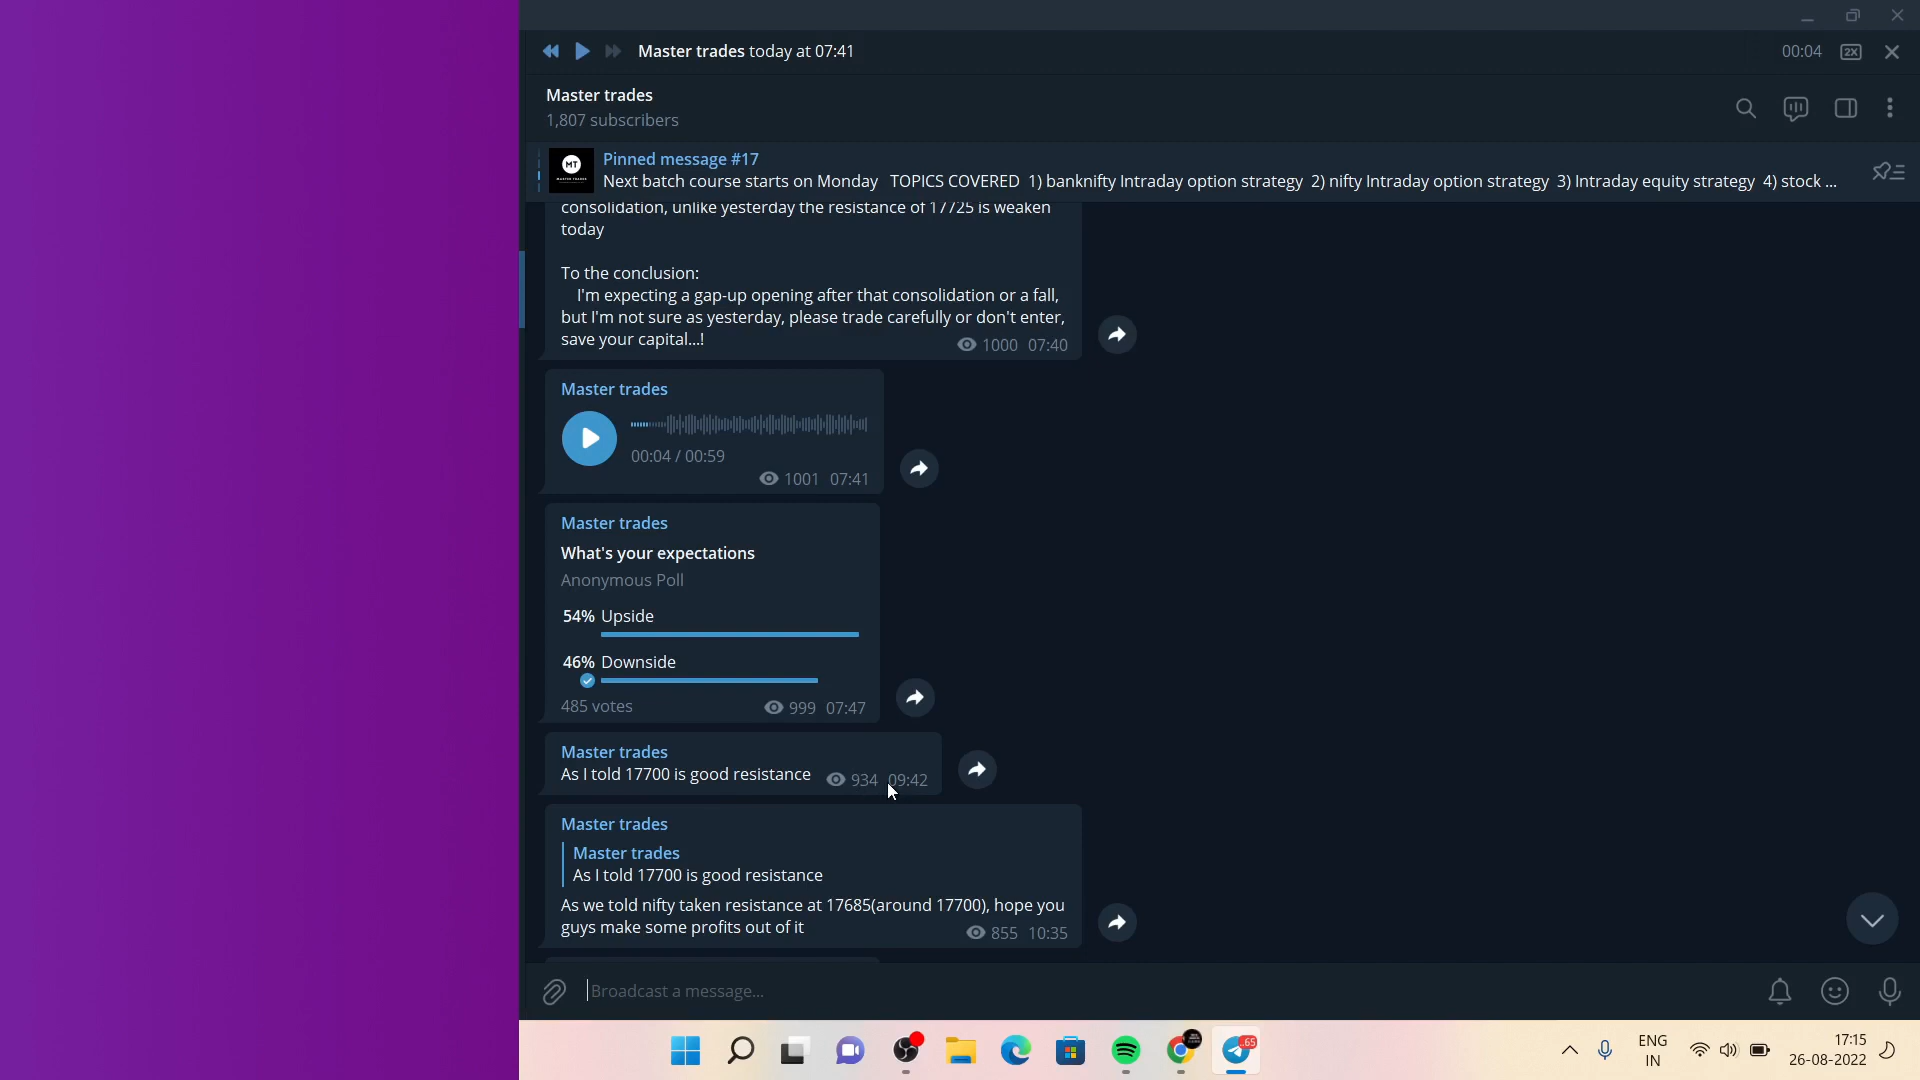 Master trades today at 07:41
00:04
2X
Master trades
1,807 subscribers
MT
Pinned message #17
Next batch course starts on Monday TOPICS COVERED 1) banknifty Intraday option strategy 2) nifty Intraday option strategy 3) Intraday equity strategy 4) stock ...
consolidation, unlike yesterday the resistance of 17725 is weaken
today
To the conclusion:
I'm expecting a gap-up opening after that consolidation or a fall,
but I'm not sure as yesterday, please trade carefully or don't enter,
save your capital...!
1000 07:40
Master trades
00:04 / 00:59
1001 07:41
Master trades
What's your expectations
Anonymous Poll
54% Upside
46% Downside
485 votes
999 07:47
Master trades
As I told 17700 is good resistance
934 09:42
Master trades
Master trades
As I told 17700 is good resistance
As we told nifty taken resistance at 17685(around 17700), hope you
guys make some profits out of it
855 10:35
Broadcast a message...
..65
ENG
IN
17:15
26-08-2022